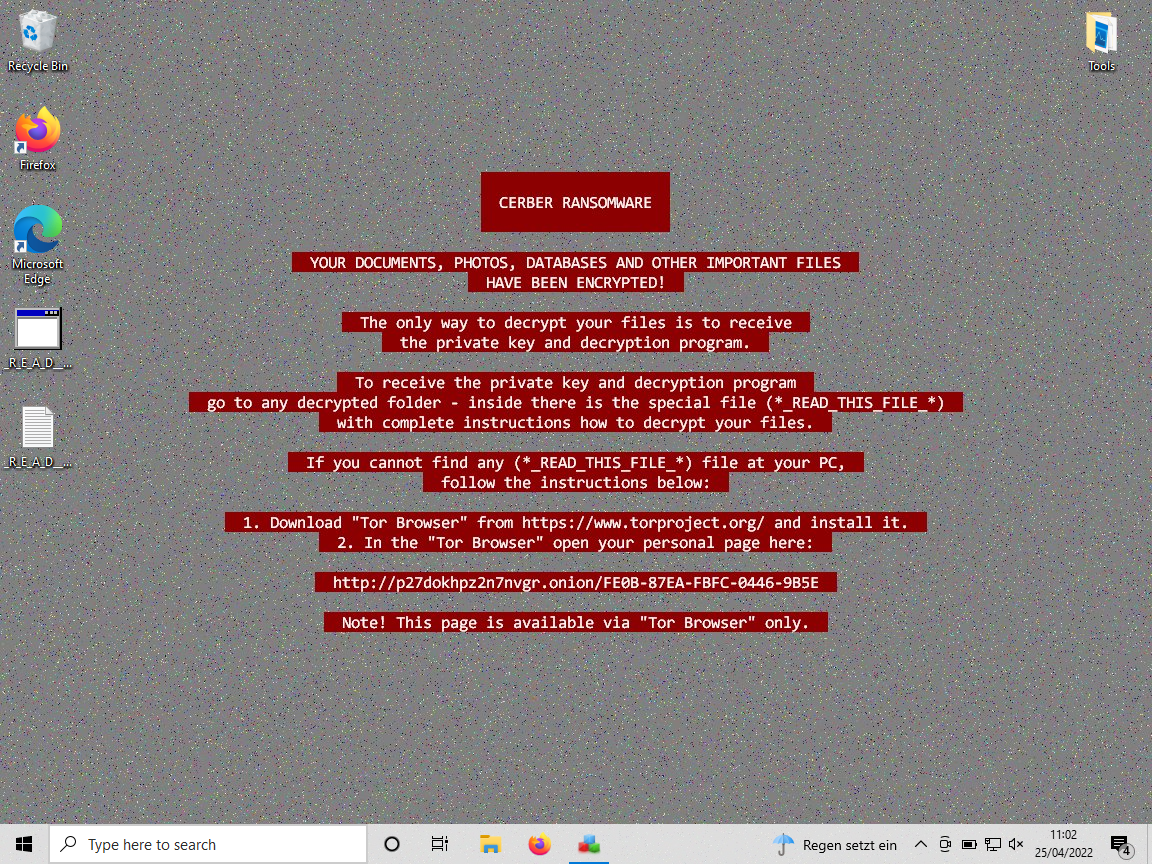 Recycle Bin
Tools
Firefox
Microsoft
Edge
_R_E_A_D__...
_R_E_A_D__...
CERBER RANSOMWARE
YOUR DOCUMENTS, PHOTOS, DATABASES AND OTHER IMPORTANT FILES
HAVE BEEN ENCRYPTED!
The only way to decrypt your files is to receive
the private key and decryption program.
To receive the private key and decryption program
go to any decrypted folder - inside there is the special file (*_READ_THIS_FILE_*)
with complete instructions how to decrypt your files.
If you cannot find any (*_READ_THIS_FILE_*) file at your PC,
follow the instructions below:
1. Download "Tor Browser" from https://www.torproject.org/ and install it.
2. In the "Tor Browser" open your personal page here:
http://p27dokhpz2n7nvgr.onion/FE0B-87EA-FBFC-0446-9B5E
Note! This page is available via "Tor Browser" only.
Type here to search
Regen setzt ein
11:02
25/04/2022
4